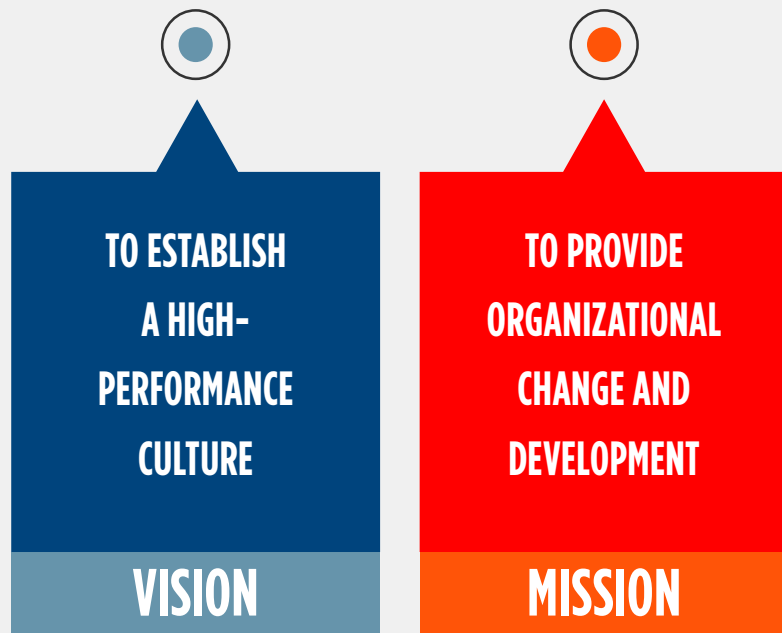 TO ESTABLISH
A HIGH-
PERFORMANCE
CULTURE
VISION
TO PROVIDE
ORGANIZATIONAL
CHANGE AND
DEVELOPMENT
MISSION